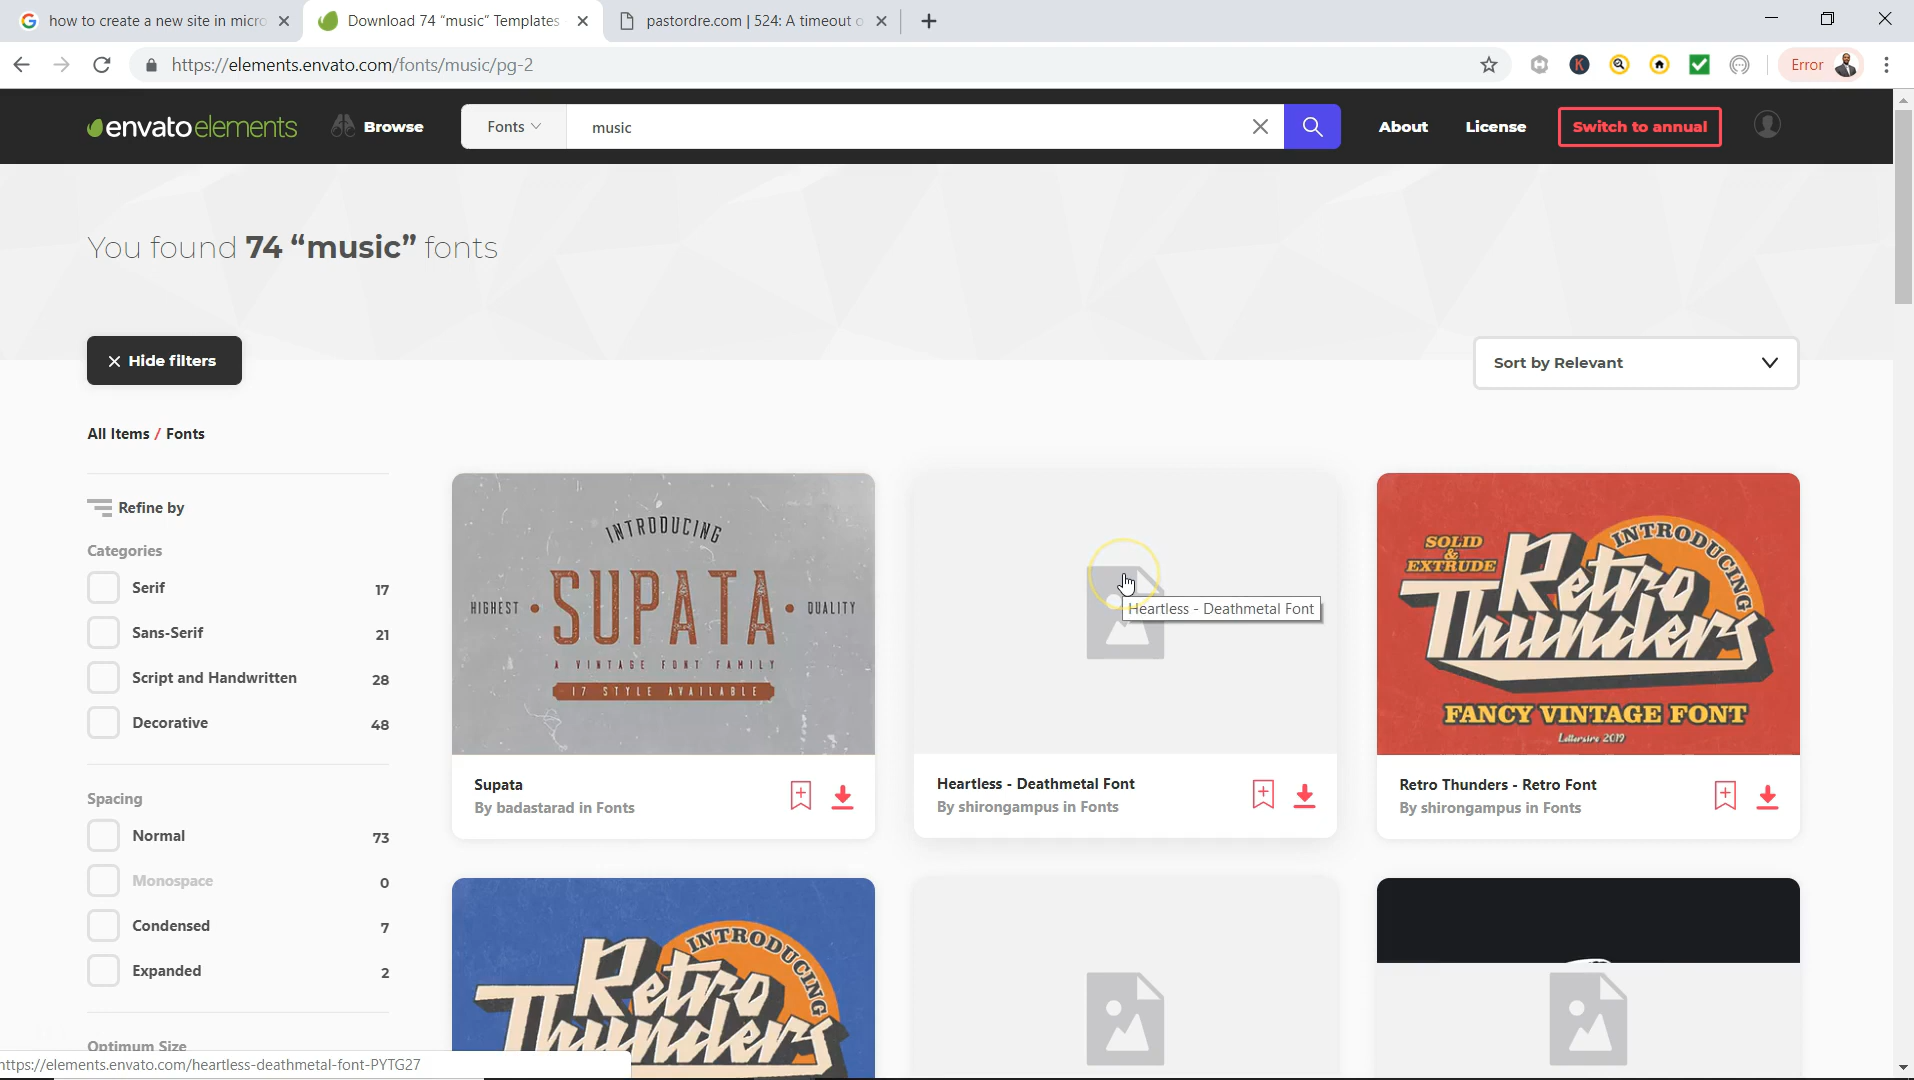 how to create a new site in micro
Download 74 "music" Templates
pastordre.com | 524: A timeout o
https://elements.envato.com/fonts/music/pg-2
Error
envato elements
Browse
Fonts
music
About
License
Switch to annual
You found 74 “music” fonts
Hide filters
Sort by Relevant
All Items / Fonts
Refine by
Categories
Serif 17
Sans-Serif 21
Script and Handwritten 28
Decorative 48
Spacing
Normal 73
Monospace 0
Condensed 7
Expanded 2
Optimum Size
INTRODUCING
HIGHEST • SUPATA • QUALITY
A VINTAGE FONT FAMILY
17 STYLE AVAILABLE
Supata
By badastarad in Fonts
Heartless - Deathmetal Font
Heartless - Deathmetal Font
By shirongampus in Fonts
SOLID
&
EXTRUDE
INTRODUCING
Retro
Thunders
FANCY VINTAGE FONT
Lettersiro 2019
Retro Thunders - Retro Font
By shirongampus in Fonts
INTRODUCING
Retro
Thunders
https://elements.envato.com/heartless-deathmetal-font-PYTG27